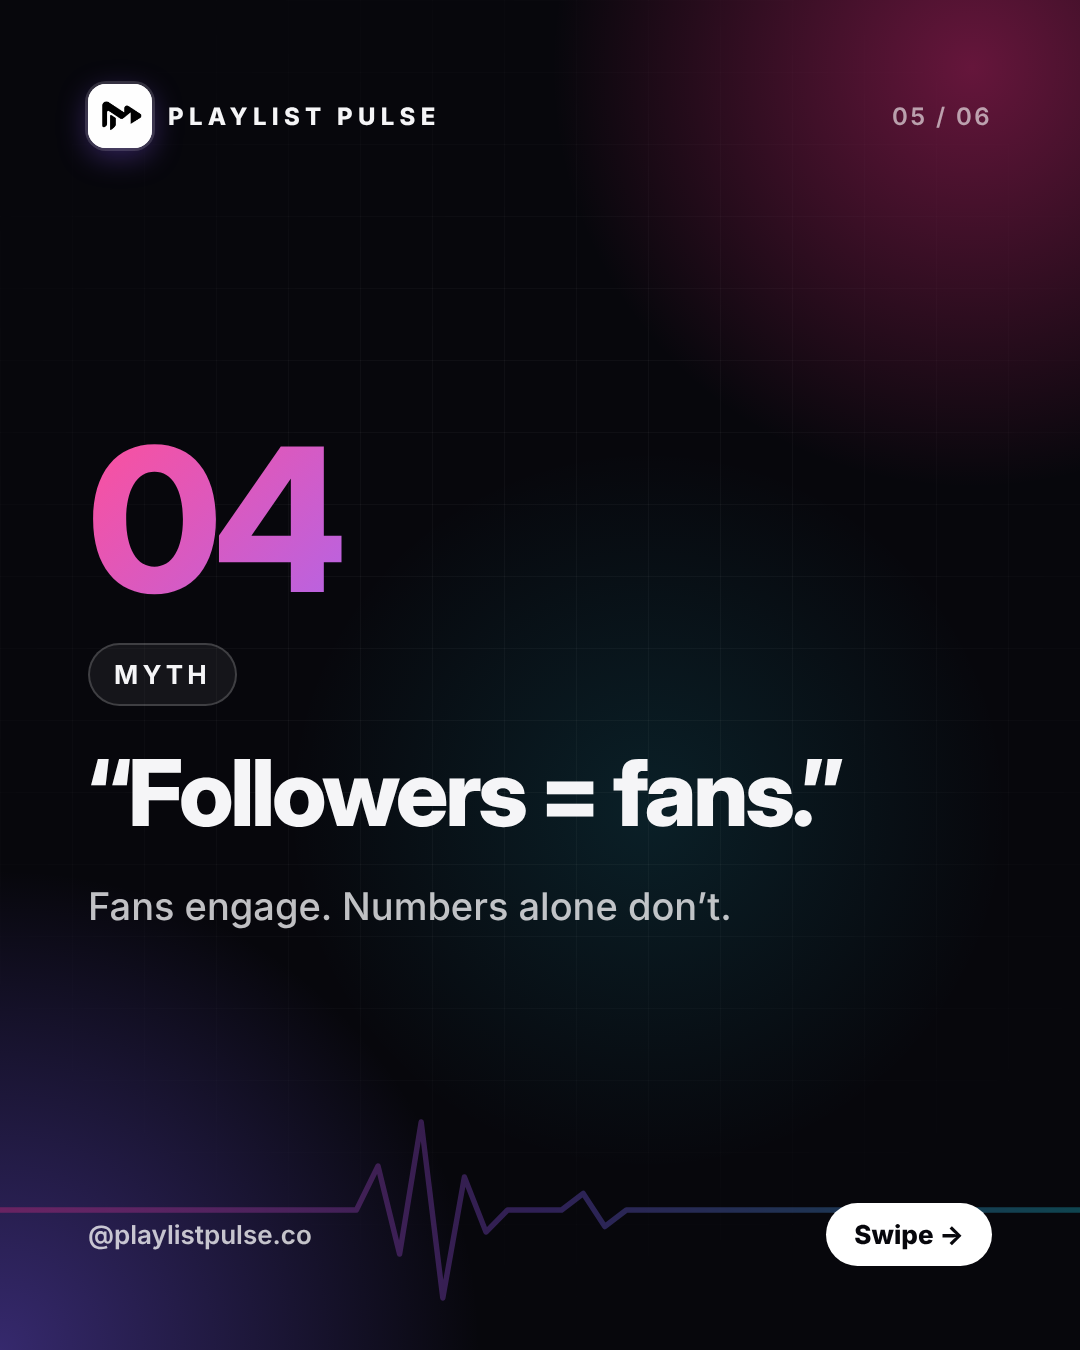 PLAYLIST PULSE
05 / 06
04
MYTH
“Followers = fans.”
Fans engage. Numbers alone don’t.
@playlistpulse.co
Swipe →